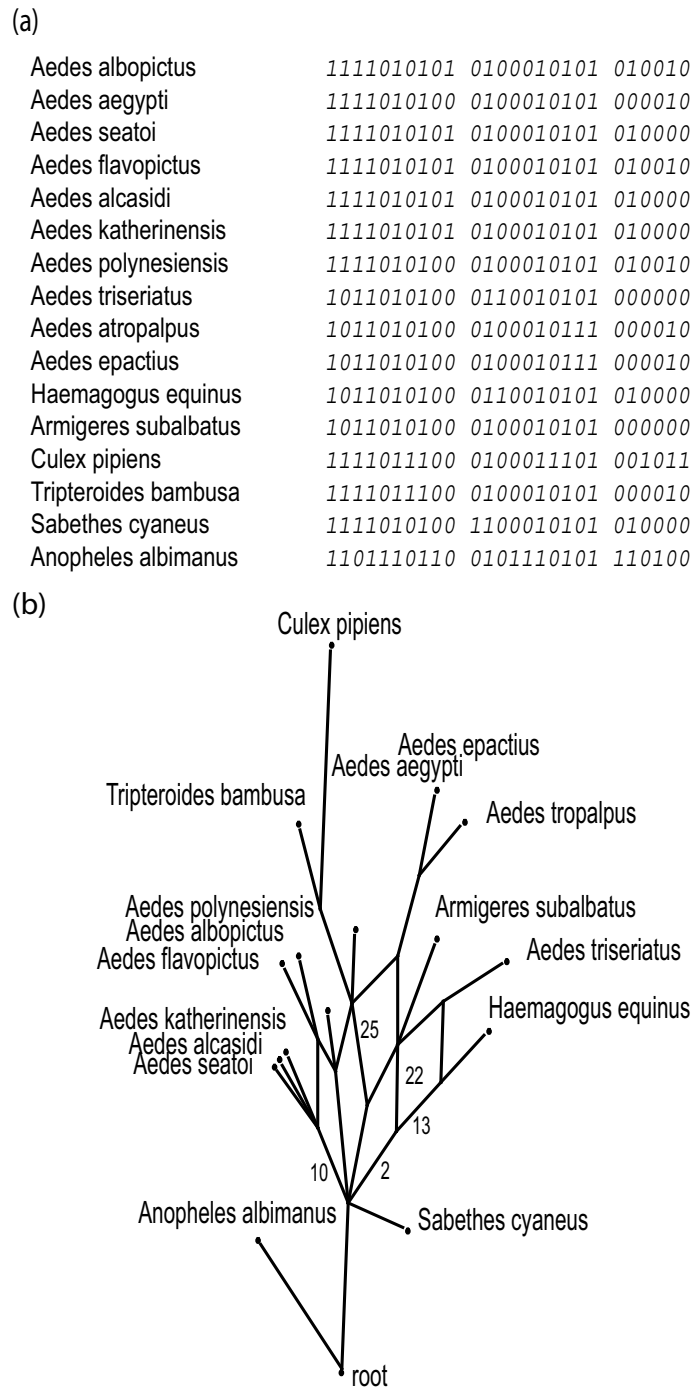 (a)
Aedes albopictus 1111010101 0100010101 010010
Aedes aegypti 1111010100 0100010101 000010
Aedes seatoi 1111010101 0100010101 010000
Aedes flavopictus 1111010101 0100010101 010010
Aedes alcasidi 1111010101 0100010101 010000
Aedes katherinensis 1111010101 0100010101 010000
Aedes polynesiensis 1111010100 0100010101 010010
Aedes triseriatus 1011010100 0110010101 000000
Aedes atropalpus 1011010100 0100010111 000010
Aedes epactius 1011010100 0100010111 000010
Haemagogus equinus 1011010100 0110010101 010000
Armigeres subalbatus 1011010100 0100010101 000000
Culex pipiens 1111011100 0100011101 001011
Tripteroides bambusa 1111011100 0100010101 000010
Sabethes cyaneus 1111010100 1100010101 010000
Anopheles albimanus 1101110110 0101110101 110100
(b)
Culex pipiens
Aedes epactius
Aedes aegypti
Tripteroides bambusa
Aedes tropalpus
Aedes polynesiensis
Armigeres subalbatus
Aedes albopictus
Aedes triseriatus
Aedes flavopictus
Haemagogus equinus
Aedes katherinensis
25
Aedes alcasidi
Aedes seatoi
22
13
10
2
Anopheles albimanus
Sabethes cyaneus
root